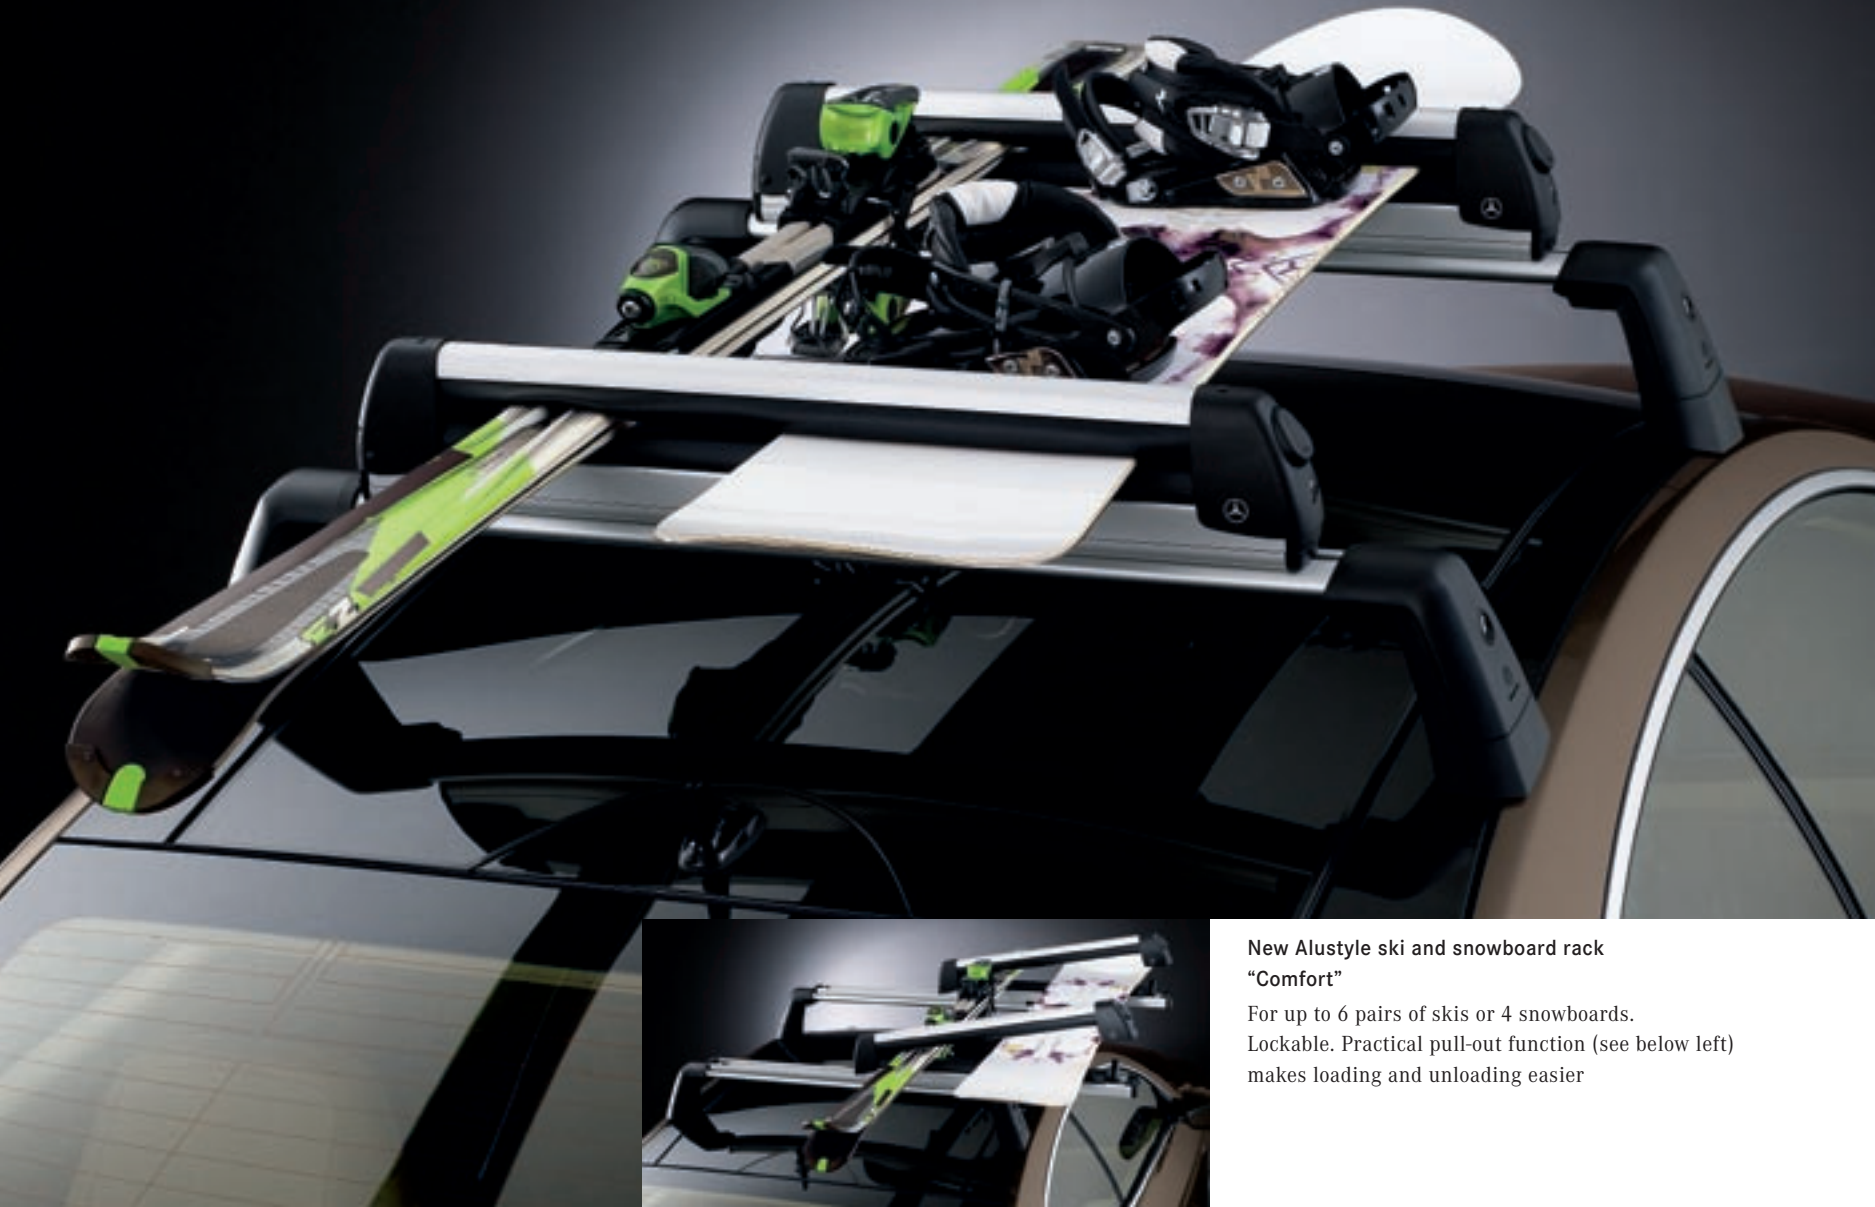 New Alustyle ski and snowboard rack
“Comfort”
For up to 6 pairs of skis or 4 snowboards.
Lockable. Practical pull-out function (see below left)
makes loading and unloading easier